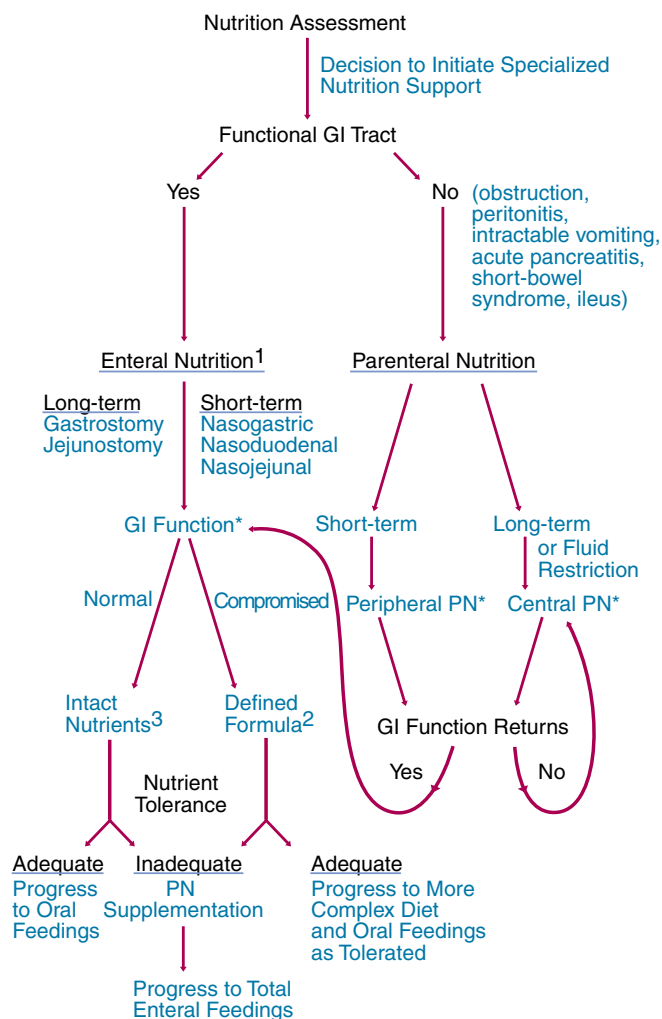 Nutrition Assessment
Decision to Initiate Specialized
Nutrition Support
Functional GI Tract
Yes
No
(obstruction,
peritonitis,
intractable vomiting,
acute pancreatitis,
short-bowel
syndrome, ileus)
Enteral Nutrition1
Parenteral Nutrition
Long-term
Gastrostomy
Jejunostomy
Short-term
Nasogastric
Nasoduodenal
Nasojejunal
GI Function*
Short-term
Long-term
or Fluid
Restriction
Normal
Compromised
Peripheral PN*
Central PN*
Intact
Nutrients3
Defined
Formula2
GI Function Returns
Yes
No
Nutrient
Tolerance
Adequate
Progress
to Oral
Feedings
Inadequate
PN
Supplementation
Adequate
Progress to More
Complex Diet
and Oral Feedings
as Tolerated
Progress to Total
Enteral Feedings